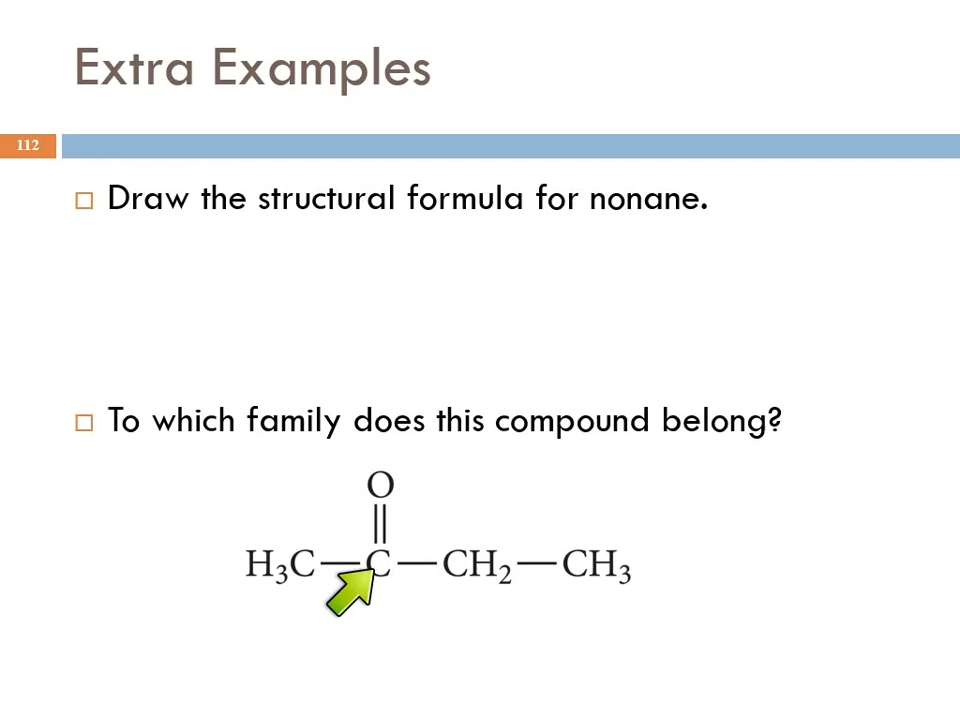 Extra Examples
112
Draw the structural formula for nonane.
To which family does this compound belong?
O
H₃C—C—CH₂—CH₃